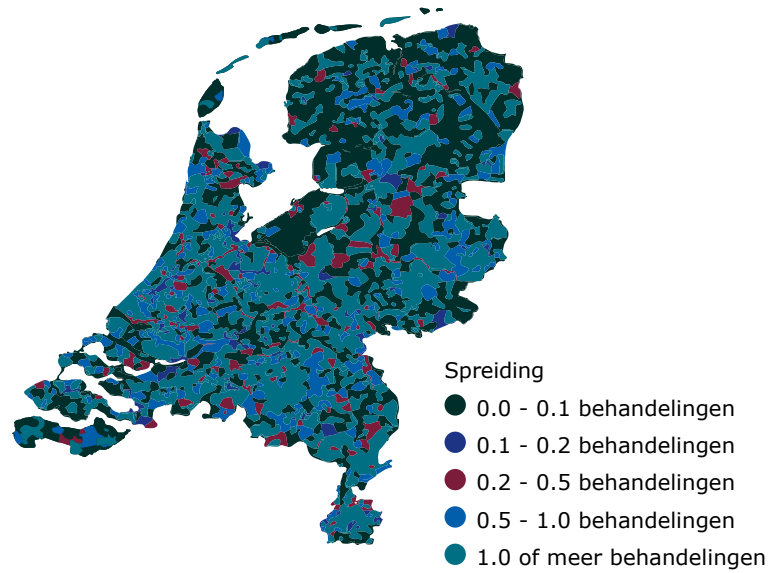 Spreiding
0.0 - 0.1 behandelingen
0.1 - 0.2 behandelingen
0.2 - 0.5 behandelingen
0.5 - 1.0 behandelingen
1.0 of meer behandelingen